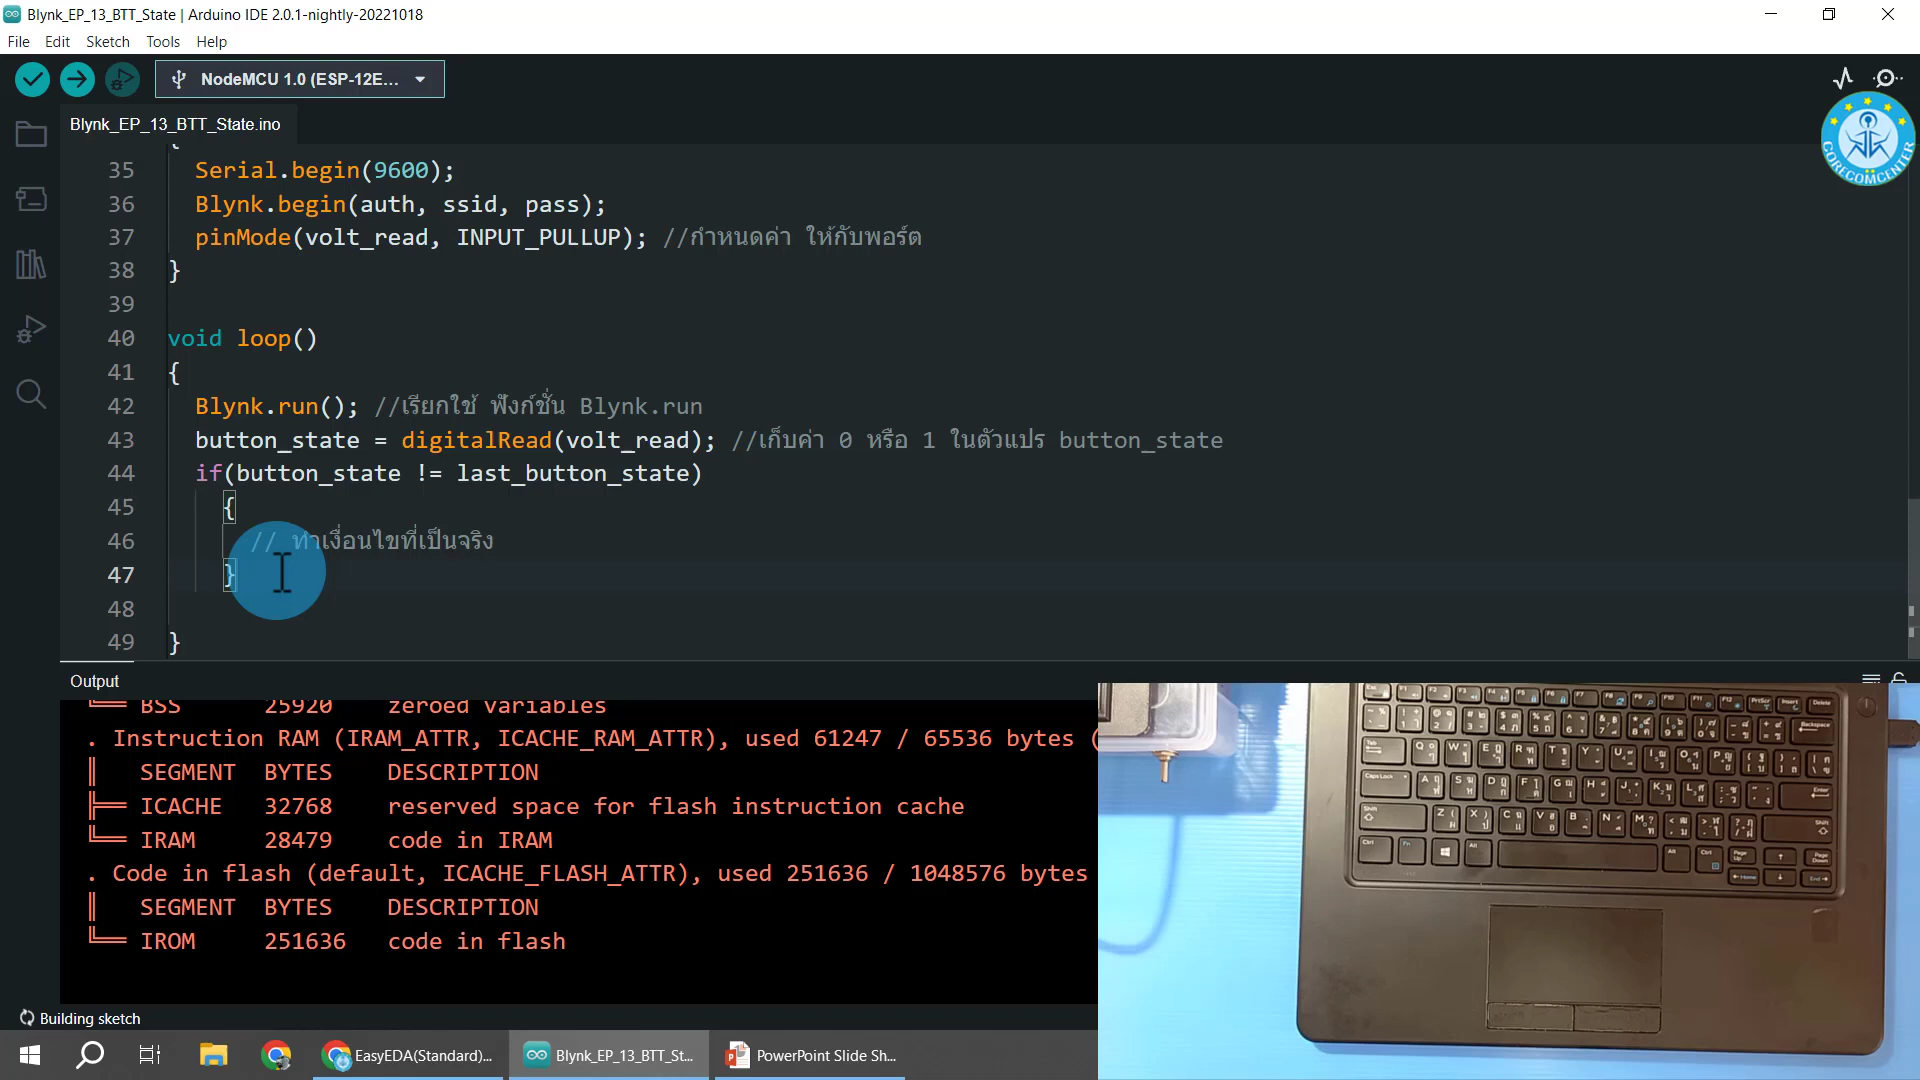 Blynk_EP_13_BTT_State | Arduino IDE 2.0.1-nightly-20221018
File Edit Sketch Tools Help
NodeMCU 1.0 (ESP-12E...
Blynk_EP_13_BTT_State.ino
CORECOMCENTER
{
35 Serial.begin(9600);
36 Blynk.begin(auth, ssid, pass);
37 pinMode(volt_read, INPUT_PULLUP); //กำหนดค่า ให้กับพอร์ต
38 }
39
40 void loop()
41 {
42 Blynk.run(); //เรียกใช้ ฟังก์ชั่น Blynk.run
43 button_state = digitalRead(volt_read); //เก็บค่า 0 หรือ 1 ในตัวแปร button_state
44 if(button_state != last_button_state)
45 {
46 // ทำเงื่อนไขที่เป็นจริง
47 }
48
49 }
Output
╙── BSS 25920 zeroed variables
. Instruction RAM (IRAM_ATTR, ICACHE_RAM_ATTR), used 61247 / 65536 bytes (
║ SEGMENT BYTES DESCRIPTION
╠══ ICACHE 32768 reserved space for flash instruction cache
╚══ IRAM 28479 code in IRAM
. Code in flash (default, ICACHE_FLASH_ATTR), used 251636 / 1048576 bytes
║ SEGMENT BYTES DESCRIPTION
╚══ IROM 251636 code in flash
Building sketch
EasyEDA(Standard)...
Blynk_EP_13_BTT_St...
PowerPoint Slide Sh...